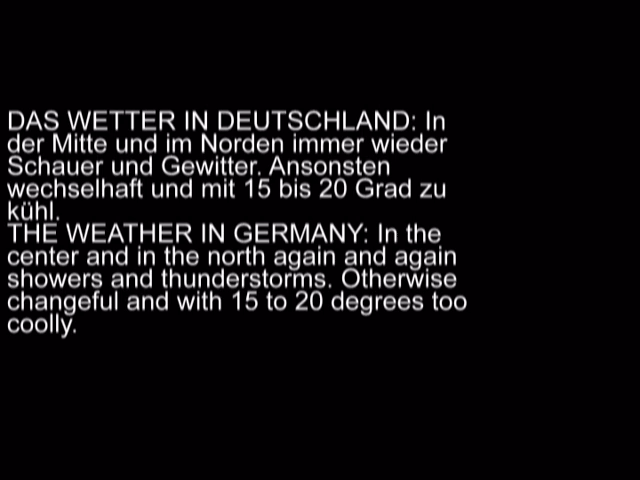 DAS WETTER IN DEUTSCHLAND: In
der Mitte und im Norden immer wieder
Schauer und Gewitter. Ansonsten
wechselhaft und mit 15 bis 20 Grad zu
kühl.
THE WEATHER IN GERMANY: In the
center and in the north again and again
showers and thunderstorms. Otherwise
changeful and with 15 to 20 degrees too
coolly.